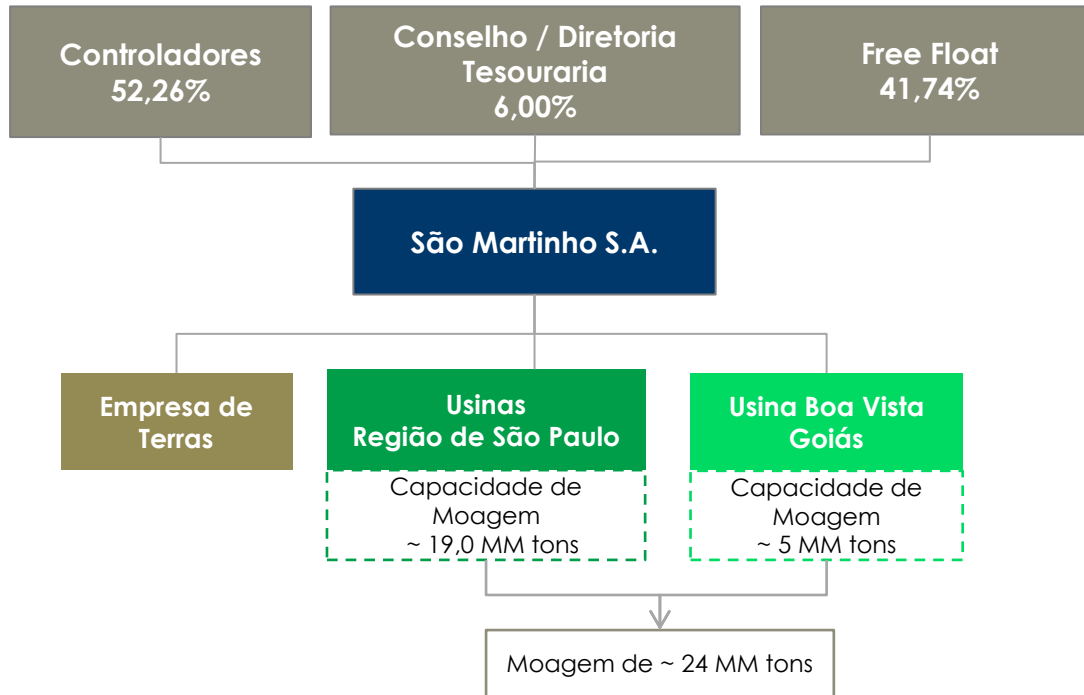 Controladores
52,26%
Conselho / Diretoria
Tesouraria
6,00%
Free Float
41,74%
São Martinho S.A.
Empresa de
Terras
Usinas
Região de São Paulo
Usina Boa Vista
Goiás
Capacidade de
Moagem
~ 19,0 MM tons
Capacidade de
Moagem
~ 5 MM tons
Moagem de ~ 24 MM tons